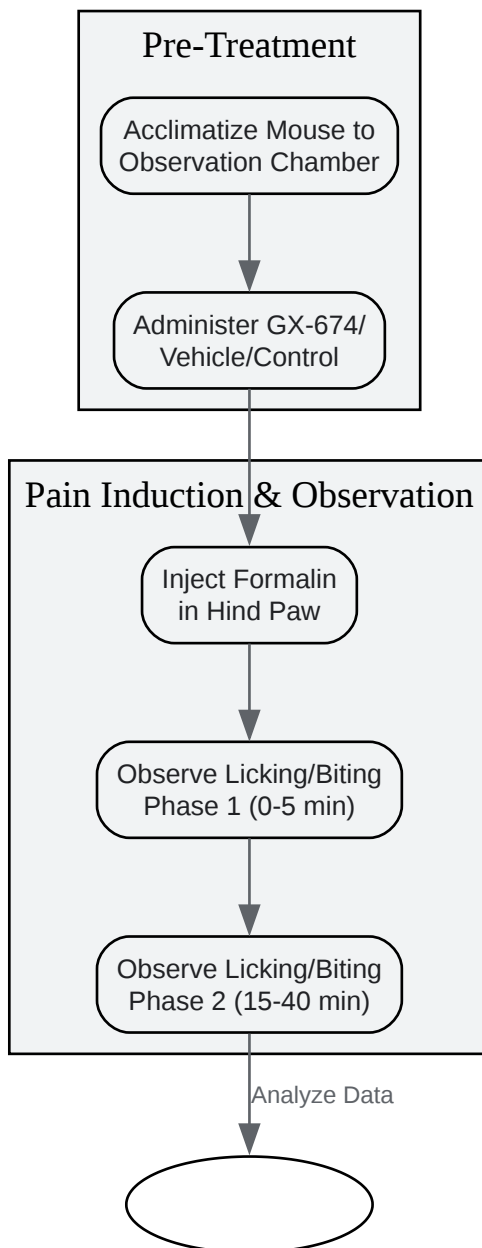 Pre-Treatment
Acclimatize Mouse to
Observation Chamber
Administer GX-674/
Vehicle/Control
Pain Induction & Observation
Inject Formalin
in Hind Paw
Observe Licking/Biting
Phase 1 (0-5 min)
Observe Licking/Biting
Phase 2 (15-40 min)
Analyze Data